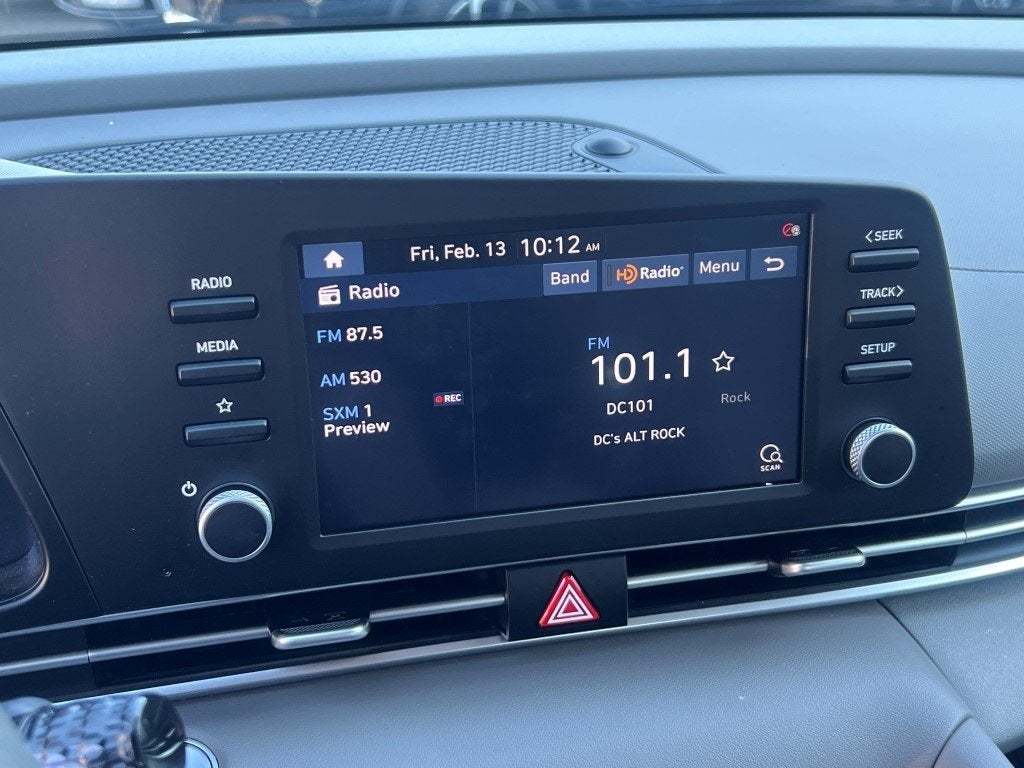 Fri, Feb. 13 10:12 AM
Radio
Band
HD Radio
Menu
FM 87.5
AM 530
SXM 1
REC
Preview
FM
101.1
DC101
Rock
DC's ALT ROCK
SCAN
RADIO
MEDIA
<SEEK
TRACK>
SETUP